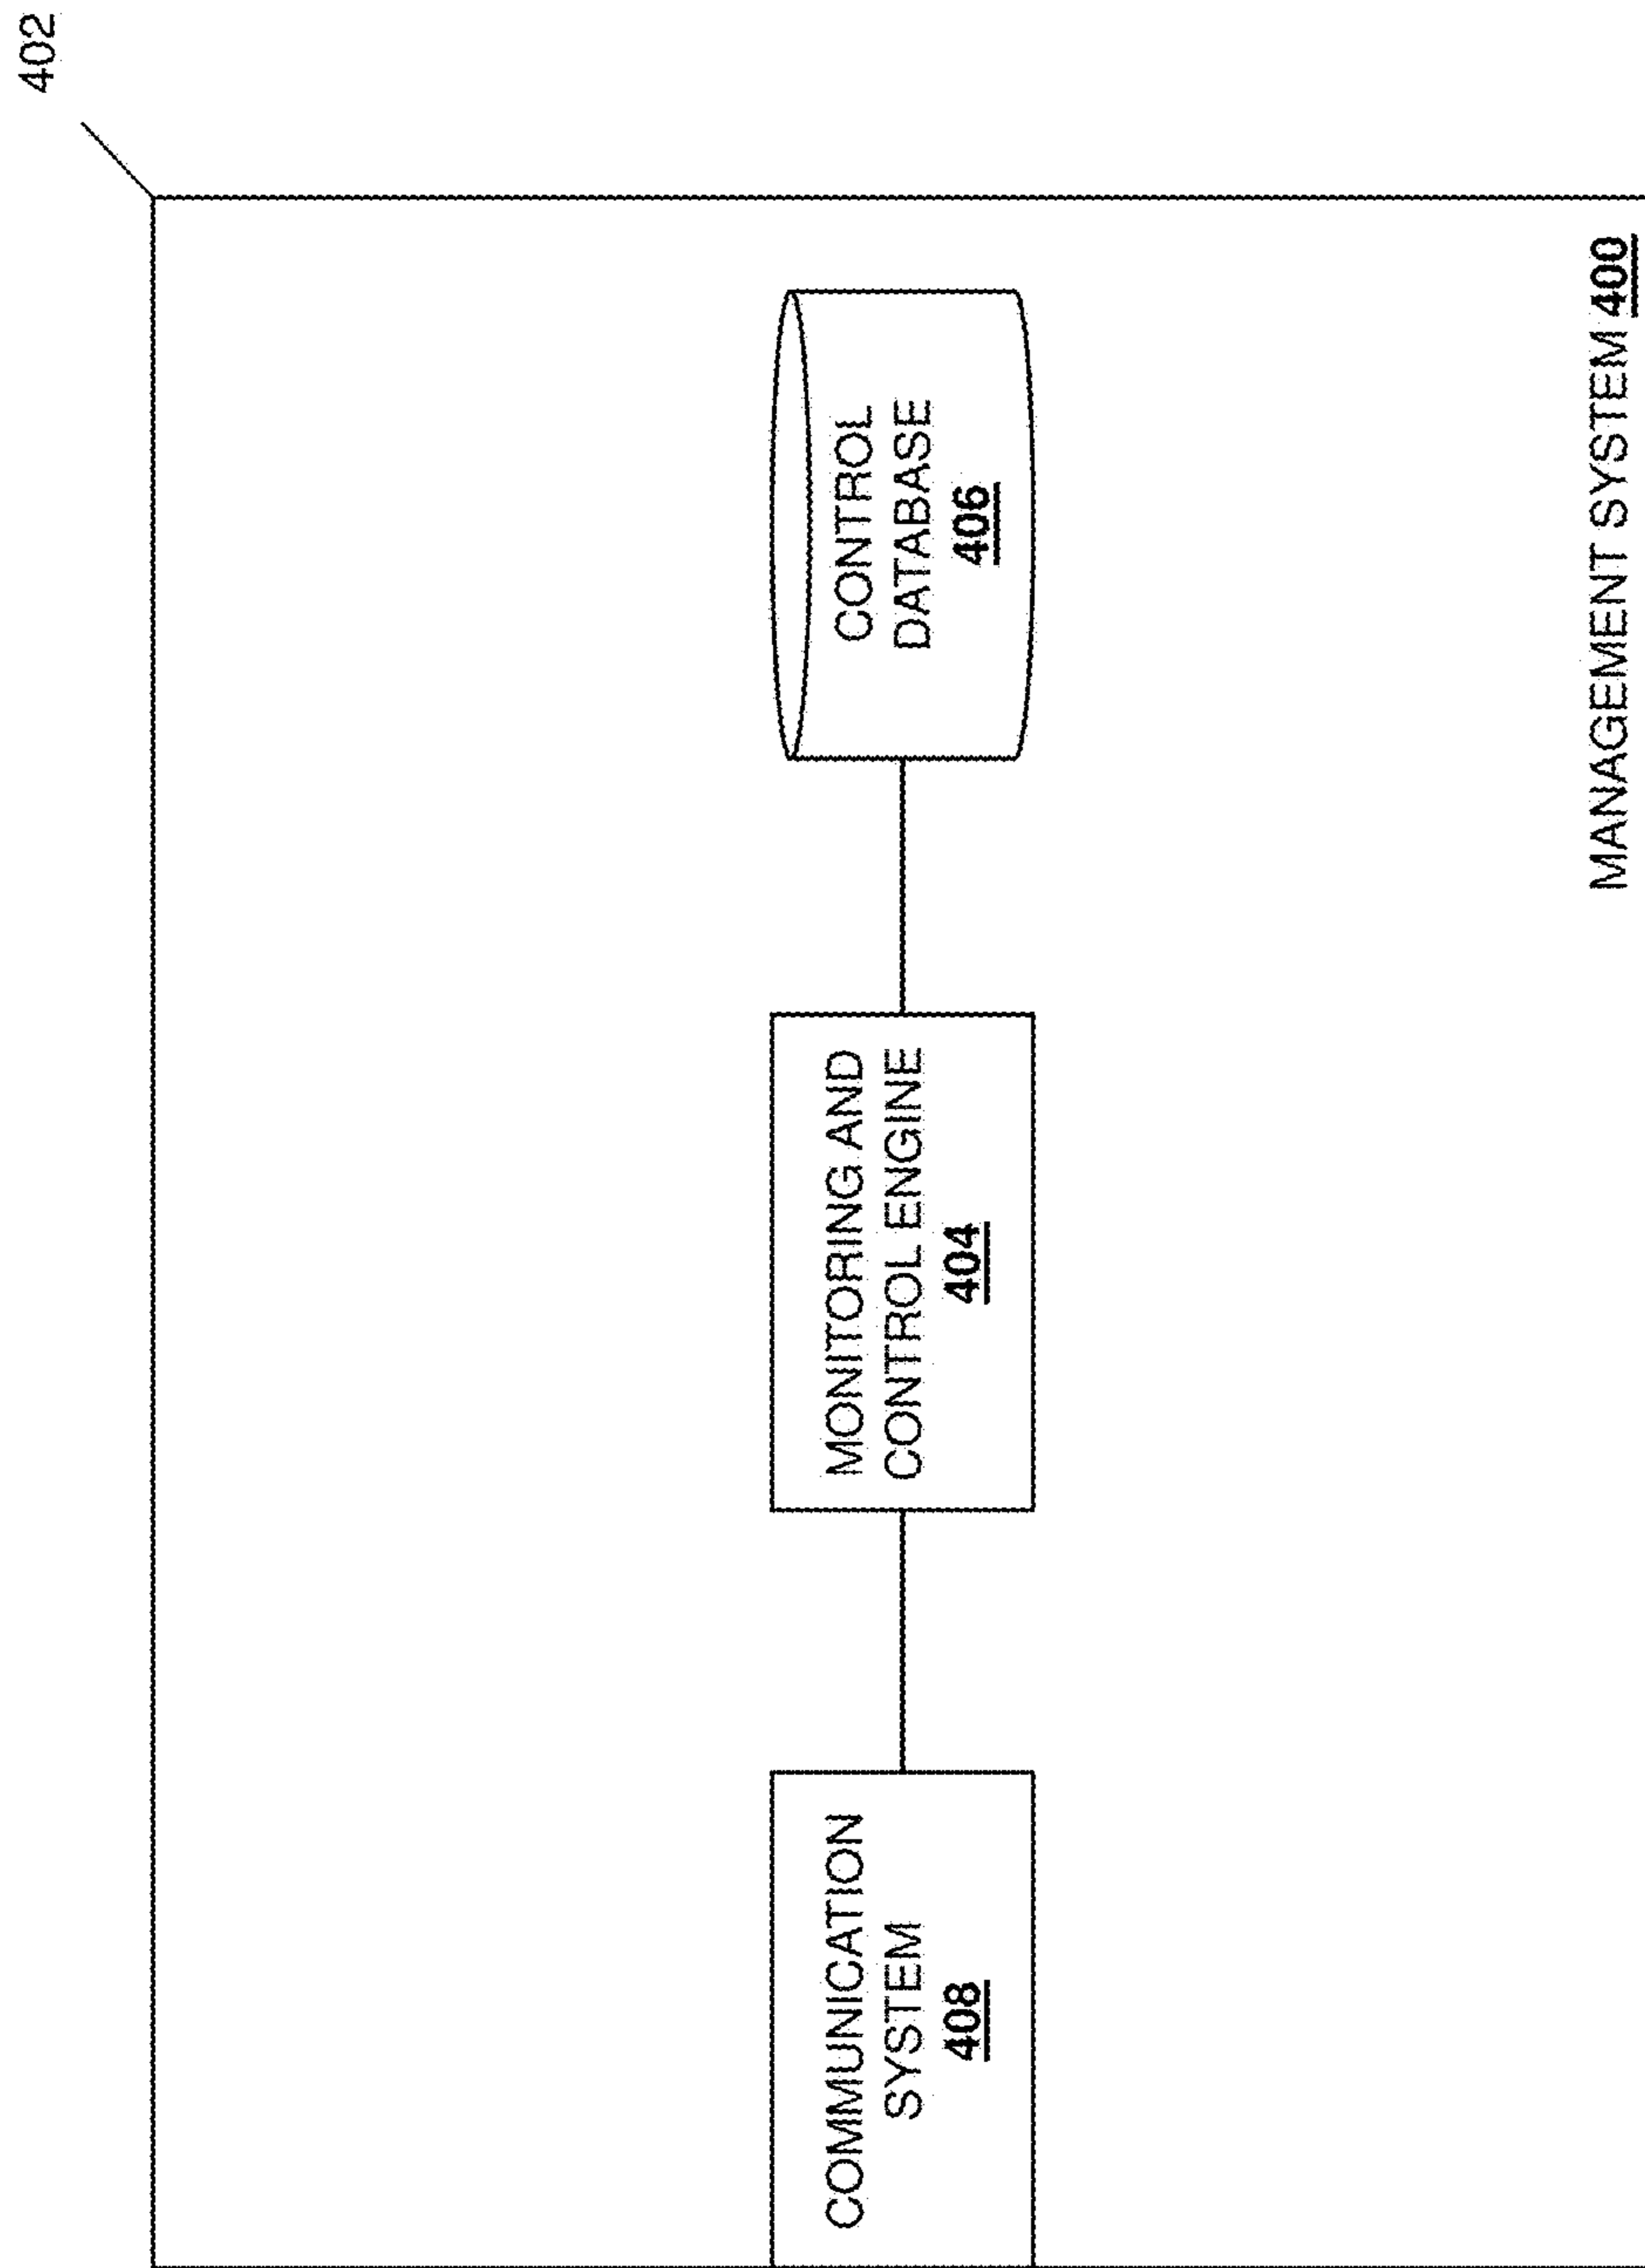 402
COMMUNICATION
SYSTEM
408
MONITORING AND
CONTROL ENGINE
404
CONTROL
DATABASE
406
MANAGEMENT SYSTEM 400